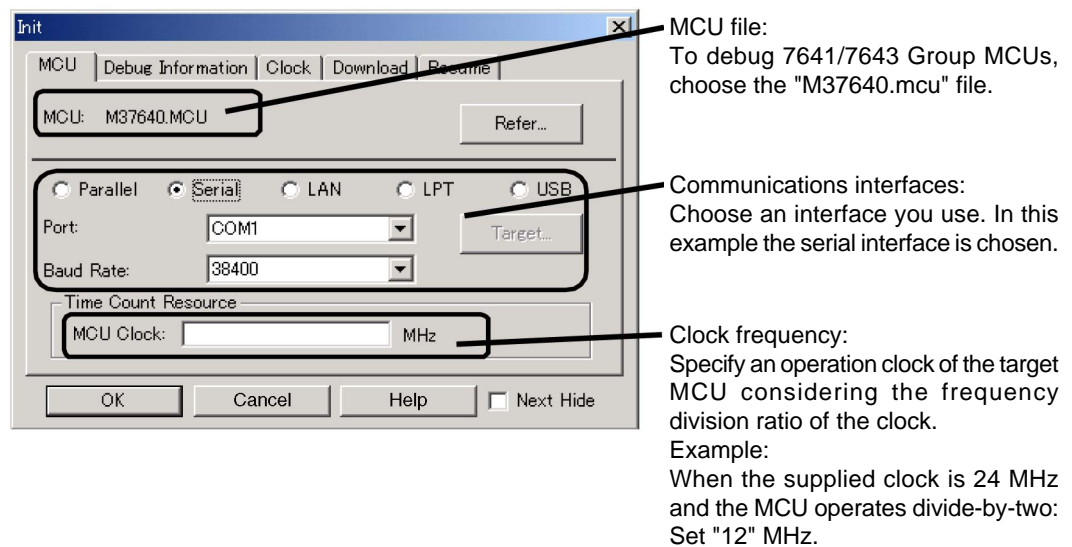 Init
MCU Debug Information Clock Download Resume
MCU: M37640.MCU
Refer...
Parallel Serial LAN LPT USB
Port: COM1
Target...
Baud Rate: 38400
Time Count Resource
MCU Clock: MHz
OK Cancel Help Next Hide
MCU file:
To debug 7641/7643 Group MCUs,
choose the "M37640.mcu" file.
Communications interfaces:
Choose an interface you use. In this
example the serial interface is chosen.
Clock frequency:
Specify an operation clock of the target
MCU considering the frequency
division ratio of the clock.
Example:
When the supplied clock is 24 MHz
and the MCU operates divide-by-two:
Set "12" MHz.